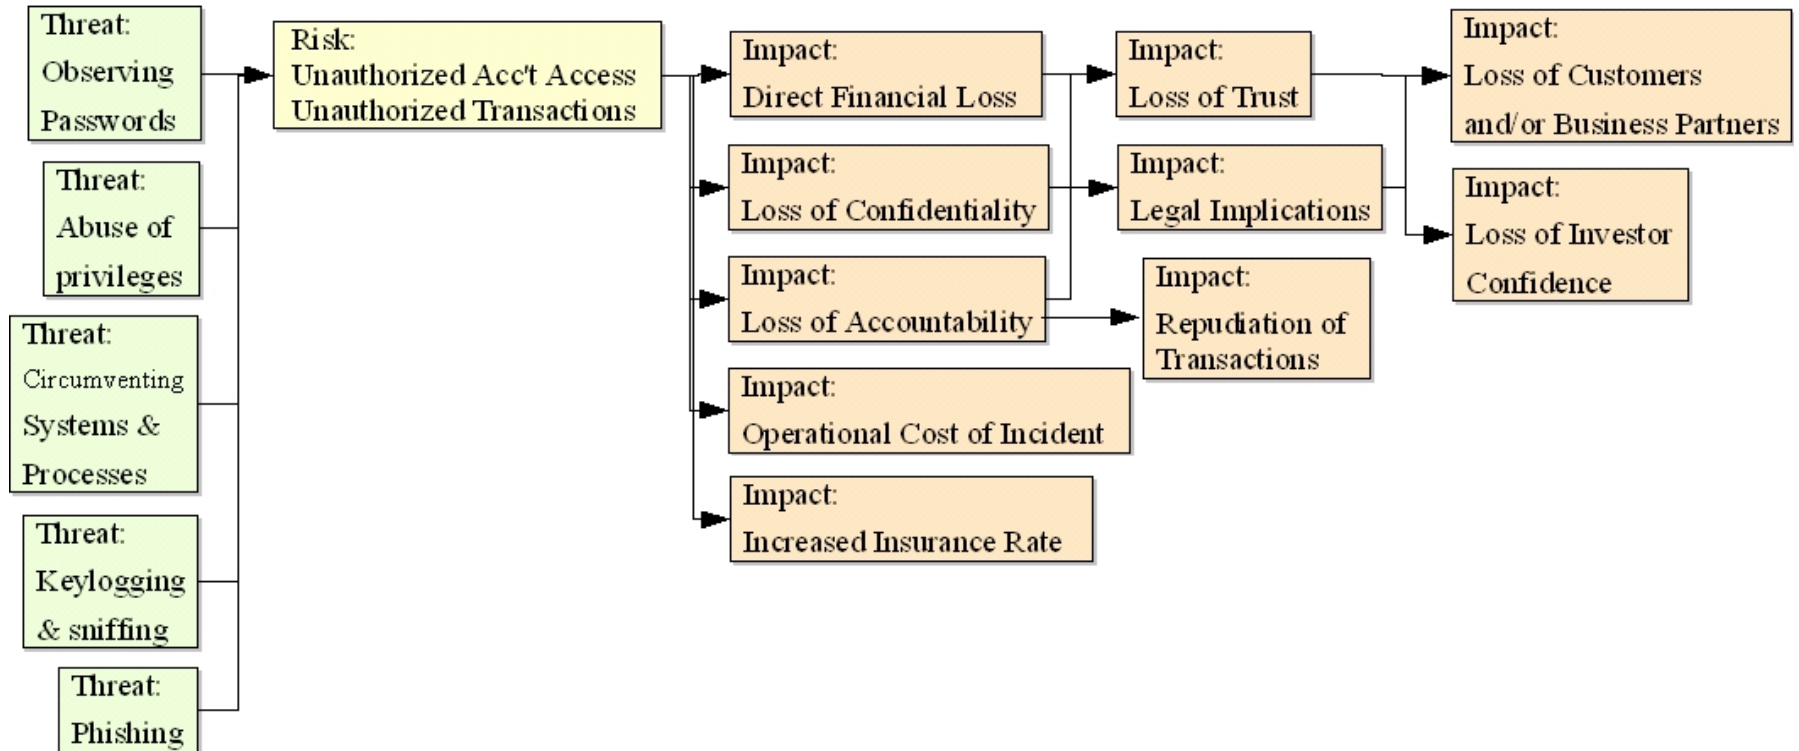 Threat:
Observing
Passwords
Threat:
Abuse of
privileges
Threat:
Circumventing
Systems &
Processes
Threat:
Keylogging
& sniffing
Threat:
Phishing
Risk:
Unauthorized Acc't Access
Unauthorized Transactions
Impact:
Direct Financial Loss
Impact:
Loss of Confidentiality
Impact:
Loss of Accountability
Impact:
Operational Cost of Incident
Impact:
Increased Insurance Rate
Impact:
Loss of Trust
Impact:
Legal Implications
Impact:
Repudiation of
Transactions
Impact:
Loss of Customers
and/or Business Partners
Impact:
Loss of Investor
Confidence